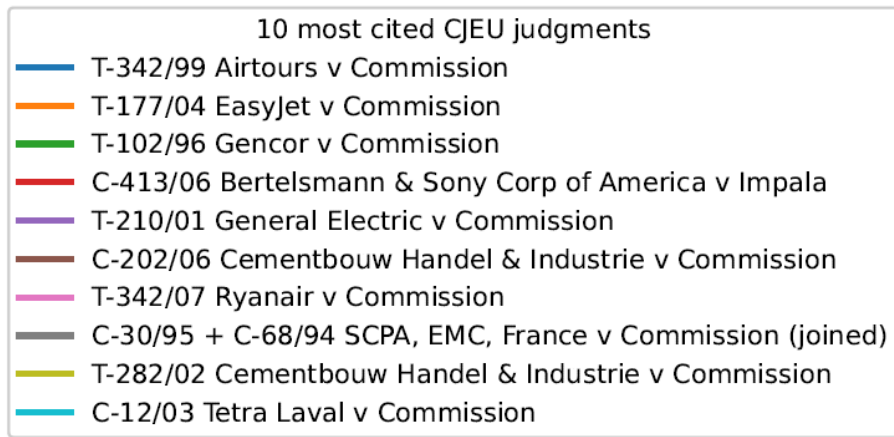 10 most cited CJEU judgments
T-342/99 Airtours v Commission
T-177/04 EasyJet v Commission
T-102/96 Gencor v Commission
C-413/06 Bertelsmann & Sony Corp of America v Impala
T-210/01 General Electric v Commission
C-202/06 Cementbouw Handel & Industrie v Commission
T-342/07 Ryanair v Commission
C-30/95 + C-68/94 SCPA, EMC, France v Commission (joined)
T-282/02 Cementbouw Handel & Industrie v Commission
C-12/03 Tetra Laval v Commission